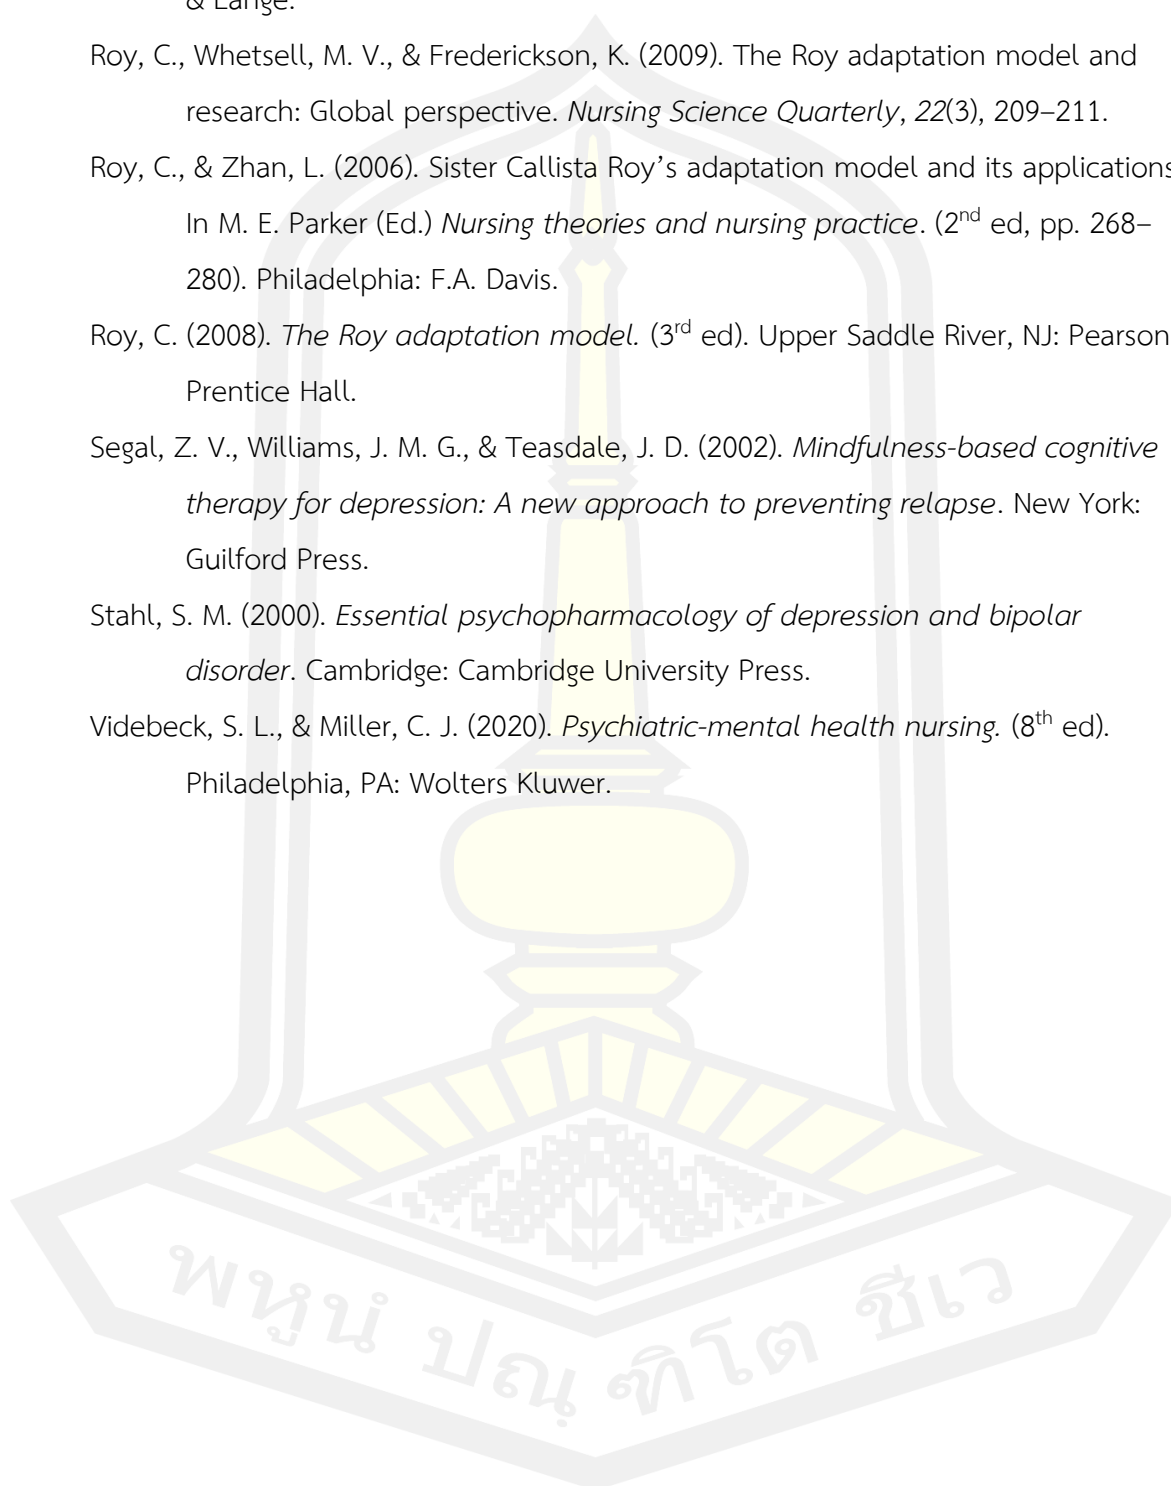 & Lange.
Roy, C., Whetsell, M. V., & Frederickson, K. (2009). The Roy adaptation model and
research: Global perspective. Nursing Science Quarterly, 22(3), 209–211.
Roy, C., & Zhan, L. (2006). Sister Callista Roy’s adaptation model and its applications
In M. E. Parker (Ed.) Nursing theories and nursing practice. (2nd ed, pp. 268–
280). Philadelphia: F.A. Davis.
Roy, C. (2008). The Roy adaptation model. (3rd ed). Upper Saddle River, NJ: Pearson
Prentice Hall.
Segal, Z. V., Williams, J. M. G., & Teasdale, J. D. (2002). Mindfulness-based cognitive
therapy for depression: A new approach to preventing relapse. New York:
Guilford Press.
Stahl, S. M. (2000). Essential psychopharmacology of depression and bipolar
disorder. Cambridge: Cambridge University Press.
Videbeck, S. L., & Miller, C. J. (2020). Psychiatric-mental health nursing. (8th ed).
Philadelphia, PA: Wolters Kluwer.
พหูนํ ปณฺฑิโต ชีเว